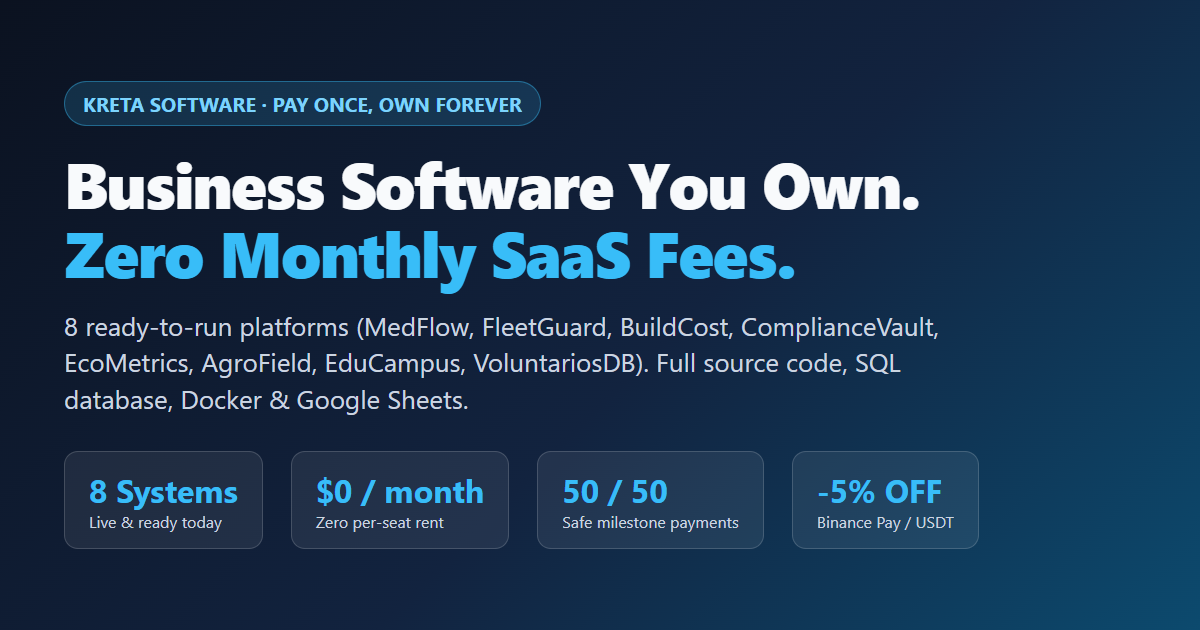 KRETA SOFTWARE · PAY ONCE, OWN FOREVER
Business Software You Own.
Zero Monthly SaaS Fees.
8 ready-to-run platforms (MedFlow, FleetGuard, BuildCost, ComplianceVault,
EcoMetrics, AgroField, EduCampus, VoluntariosDB). Full source code, SQL
database, Docker & Google Sheets.
8 Systems
Live & ready today
$0 / month
Zero per-seat rent
50 / 50
Safe milestone payments
-5% OFF
Binance Pay / USDT